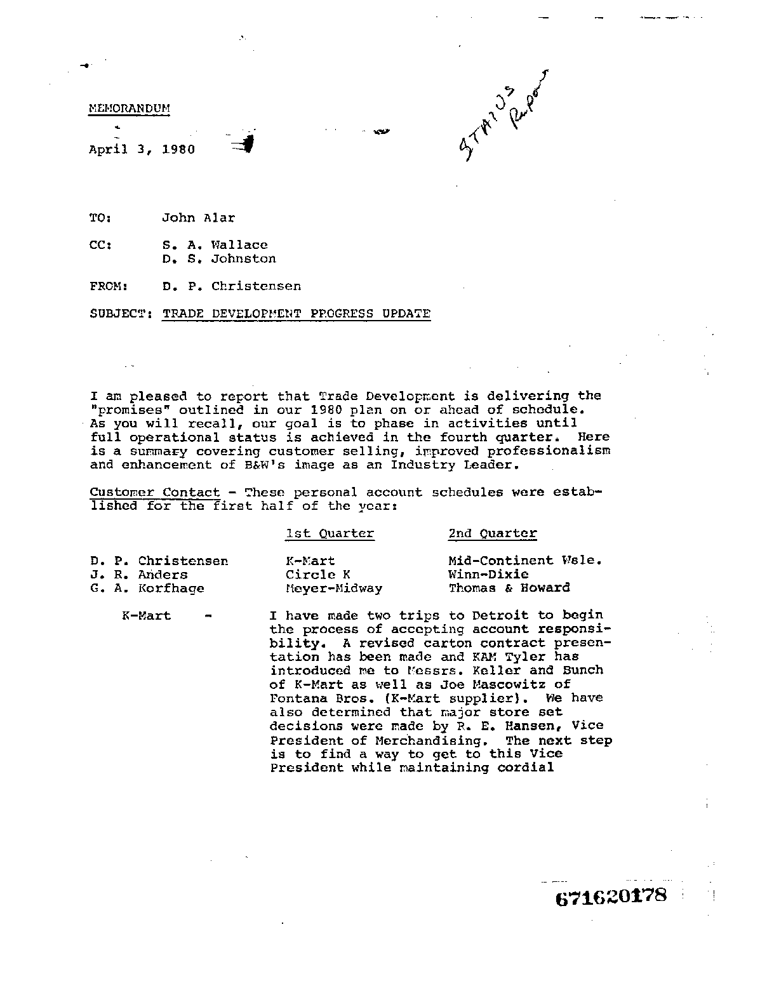 STATUS
Report
MEMORANDUM
April 3, 1980
TO: John Alar
CC: S. A. Wallace
D. S. Johnston
FROM: D. P. Christensen
SUBJECT: TRADE DEVELOPMENT PROGRESS UPDATE
I am pleased to report that Trade Development is delivering the
"promises" outlined in our 1980 plan on or ahead of schedule.
As you will recall, our goal is to phase in activities until
full operational status is achieved in the fourth quarter. Here
is a summary covering customer selling, improved professionalism
and enhancement of B&W's image as an Industry Leader.
Customer Contact - These personal account schedules were estab-
lished for the first half of the year:
1st Quarter 2nd Quarter
D. P. Christensen K-Mart Mid-Continent Wsle.
J. R. Anders Circle K Winn-Dixie
G. A. Korfhage Meyer-Midway Thomas & Howard
K-Mart - I have made two trips to Detroit to begin
the process of accepting account responsi-
bility. A revised carton contract presen-
tation has been made and KAM Tyler has
introduced me to Messrs. Keller and Bunch
of K-Mart as well as Joe Mascowitz of
Fontana Bros. (K-Mart supplier). We have
also determined that major store set
decisions were made by R. E. Hansen, Vice
President of Merchandising. The next step
is to find a way to get to this Vice
President while maintaining cordial
671620178